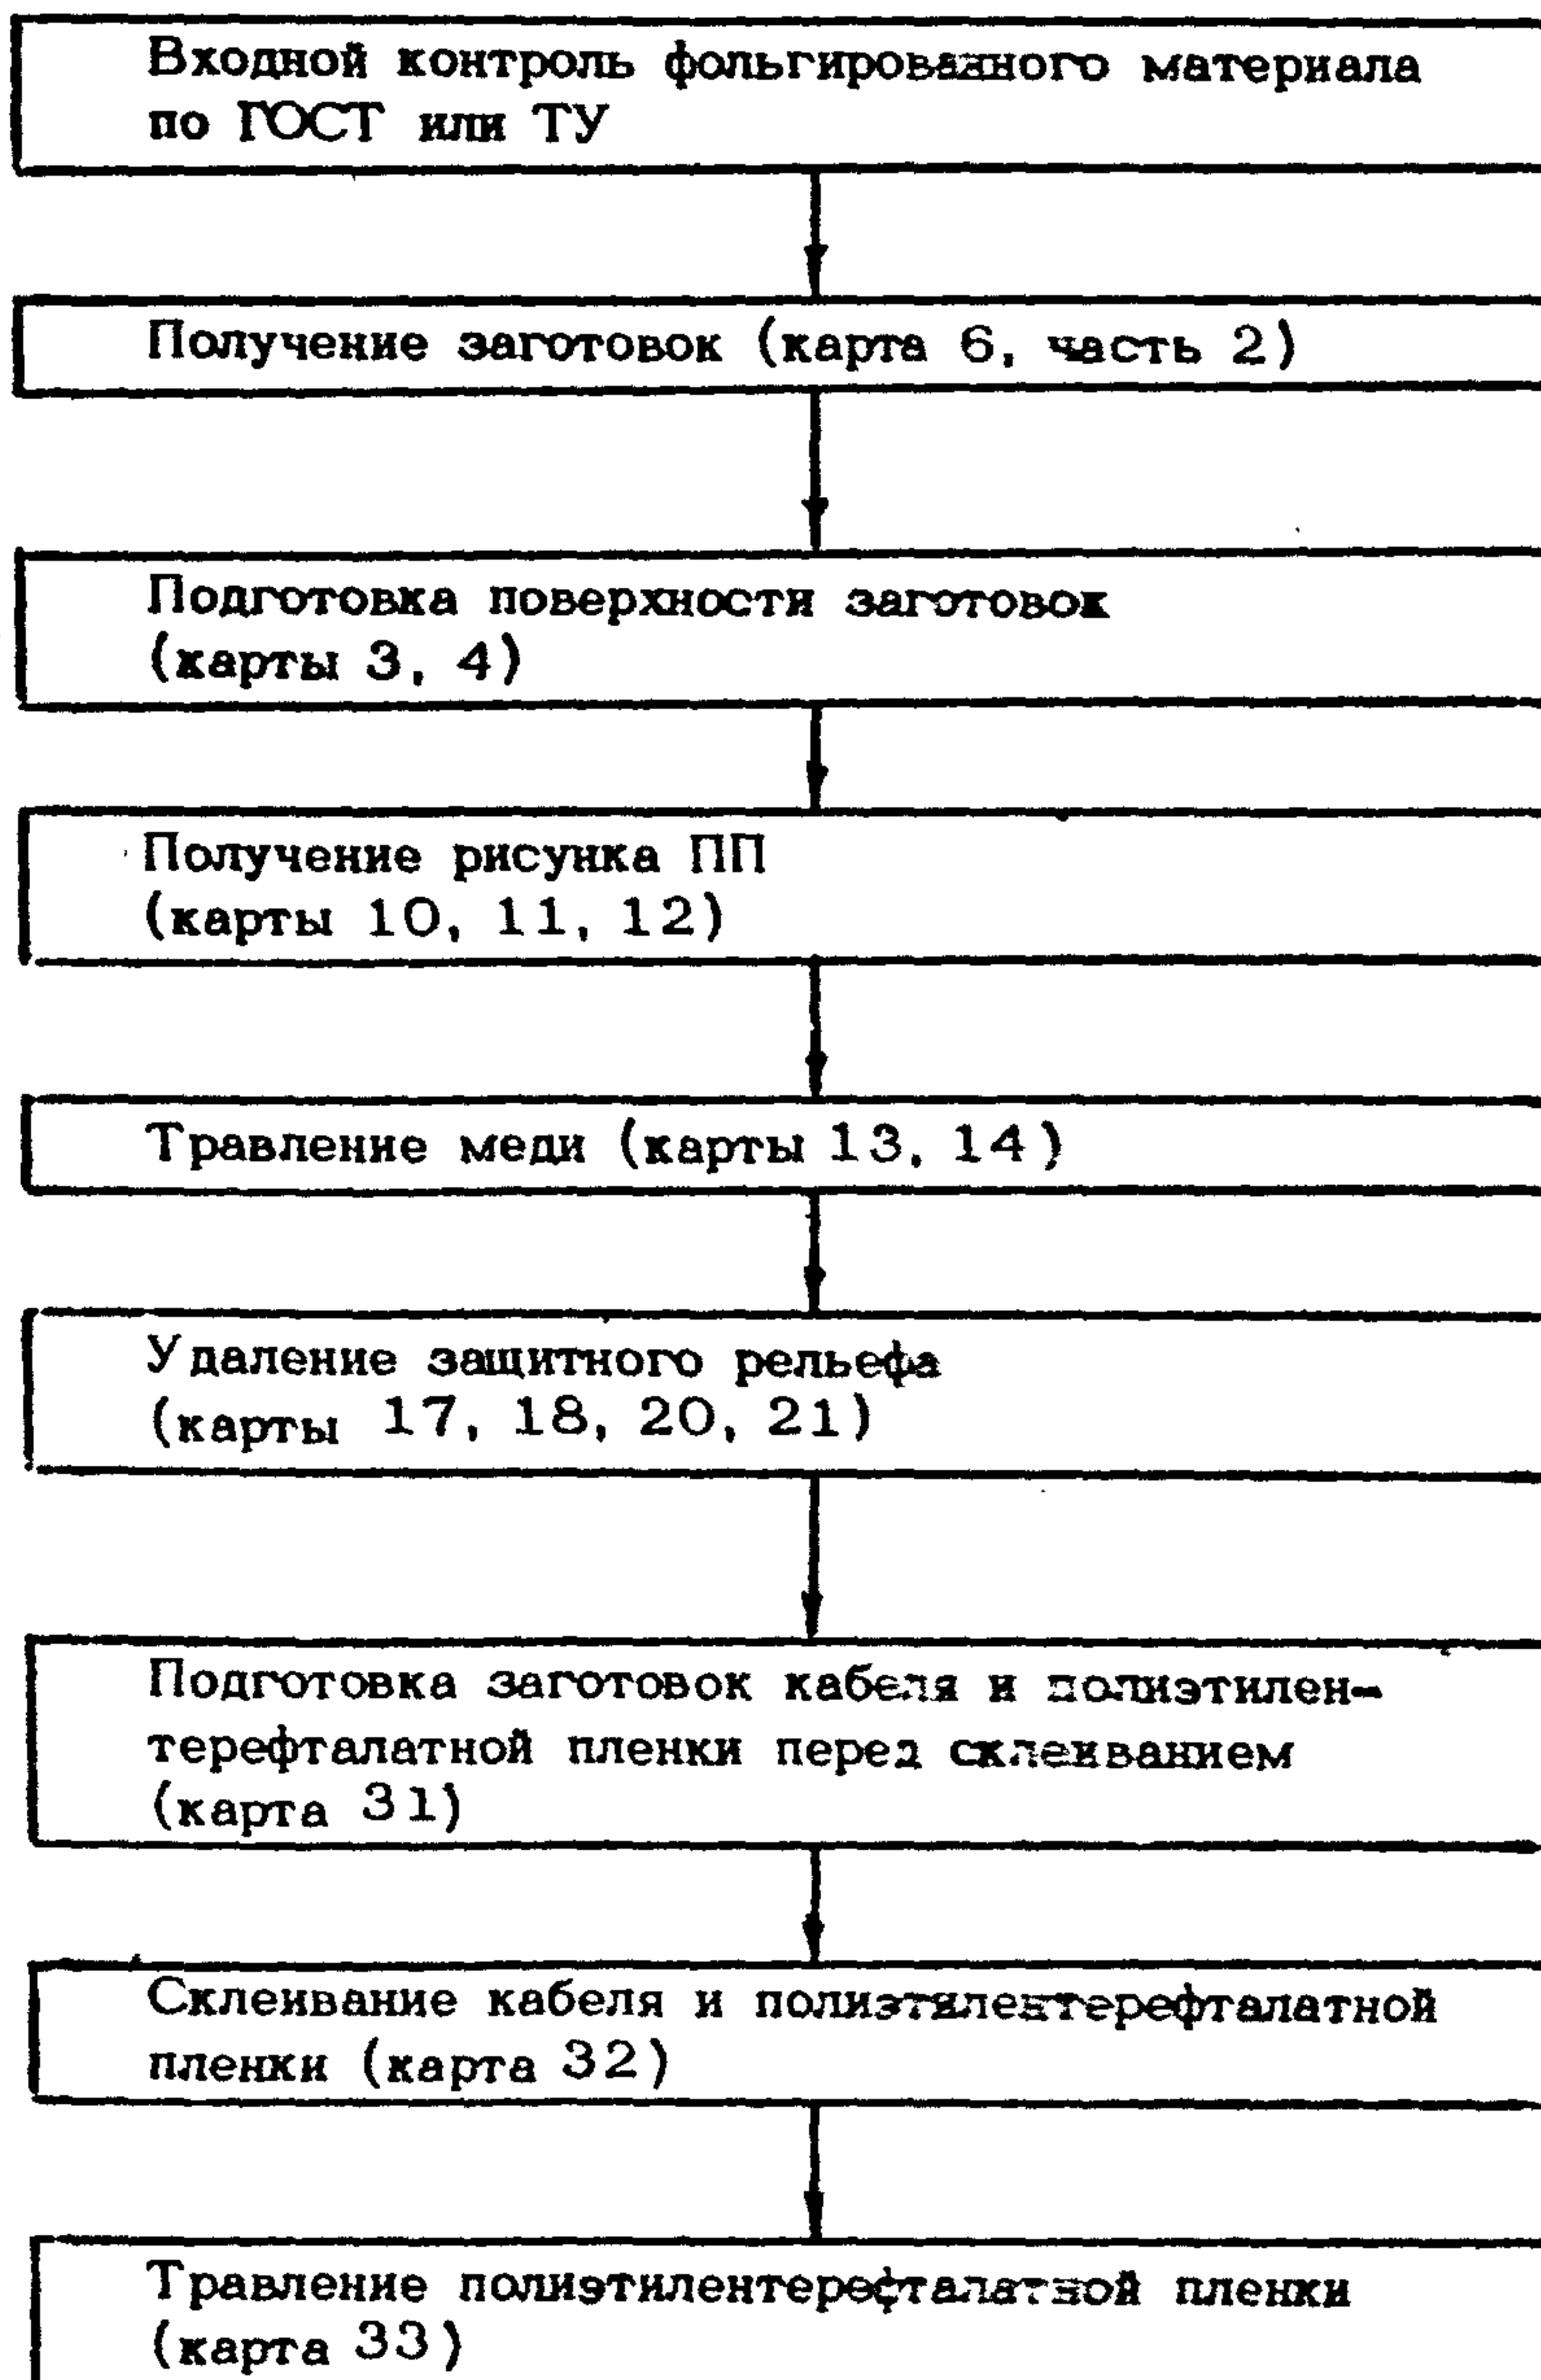 Входной контроль фольгированного материала
по ГОСТ или ТУ
Получение заготовок (карта 6, часть 2)
Подготовка поверхности заготовок
(карты 3, 4)
Получение рисунка ПП
(карты 10, 11, 12)
Травление меди (карты 13, 14)
Удаление защитного рельефа
(карты 17, 18, 20, 21)
Подготовка заготовок кабеля и полиэтилен-
терефталатной пленки перед склеиванием
(карта 31)
Склеивание кабеля и полиэтилентерефталатной
пленки (карта 32)
Травление полиэтилентерефталатной пленки
(карта 33)